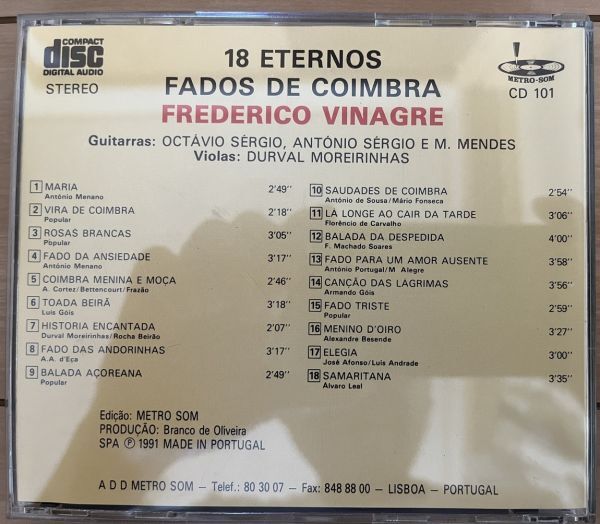 COMPACT
disc
DIGITAL AUDIO
STEREO
18 ETERNOS
FADOS DE COIMBRA
FREDERICO VINAGRE
METRO-SOM
CD 101
Guitarras: OCTÁVIO SÉRGIO, ANTÓNIO SÉRGIO E M. MENDES
Violas: DURVAL MOREIRINHAS
1 MARIA 2'49''
António Menano
2 VIRA DE COIMBRA 2'18''
Popular
3 ROSAS BRANCAS 3'05''
Popular
4 FADO DA ANSIEDADE 3'17''
António Menano
5 COIMBRA MENINA E MOÇA 2'46''
A. Cortez/Bettencourt/Frazão
6 TOADA BEIRÃ 3'18''
Luis Góis
7 HISTORIA ENCANTADA 2'07''
Durval Moreirinhas/Rocha Beirão
8 FADO DAS ANDORINHAS 3'17''
A.A. d'Eça
9 BALADA AÇOREANA 2'49''
Popular
10 SAUDADES DE COIMBRA 2'54''
António de Sousa/Mário Fonseca
11 LÁ LONGE AO CAIR DA TARDE 3'06''
Florêncio de Carvalho
12 BALADA DA DESPEDIDA 4'00''
F. Machado Soares
13 FADO PARA UM AMOR AUSENTE 3'58''
António Portugal/M Alegre
14 CANÇÃO DAS LAGRIMAS 3'56''
Armando Góis
15 FADO TRISTE 2'59''
Popular
16 MENINO D'OIRO 3'27''
Alexandre Besende
17 ELEGIA 3'00''
José Afonso/Luis Andrade
18 SAMARITANA 3'35''
Alvaro Leal
Edição: METRO SOM
PRODUÇÃO: Branco de Oliveira
SPA Ⓟ 1991 MADE IN PORTUGAL
A D D METRO SOM – Telef.: 80 30 07 – Fax: 848 88 00 – LISBOA – PORTUGAL